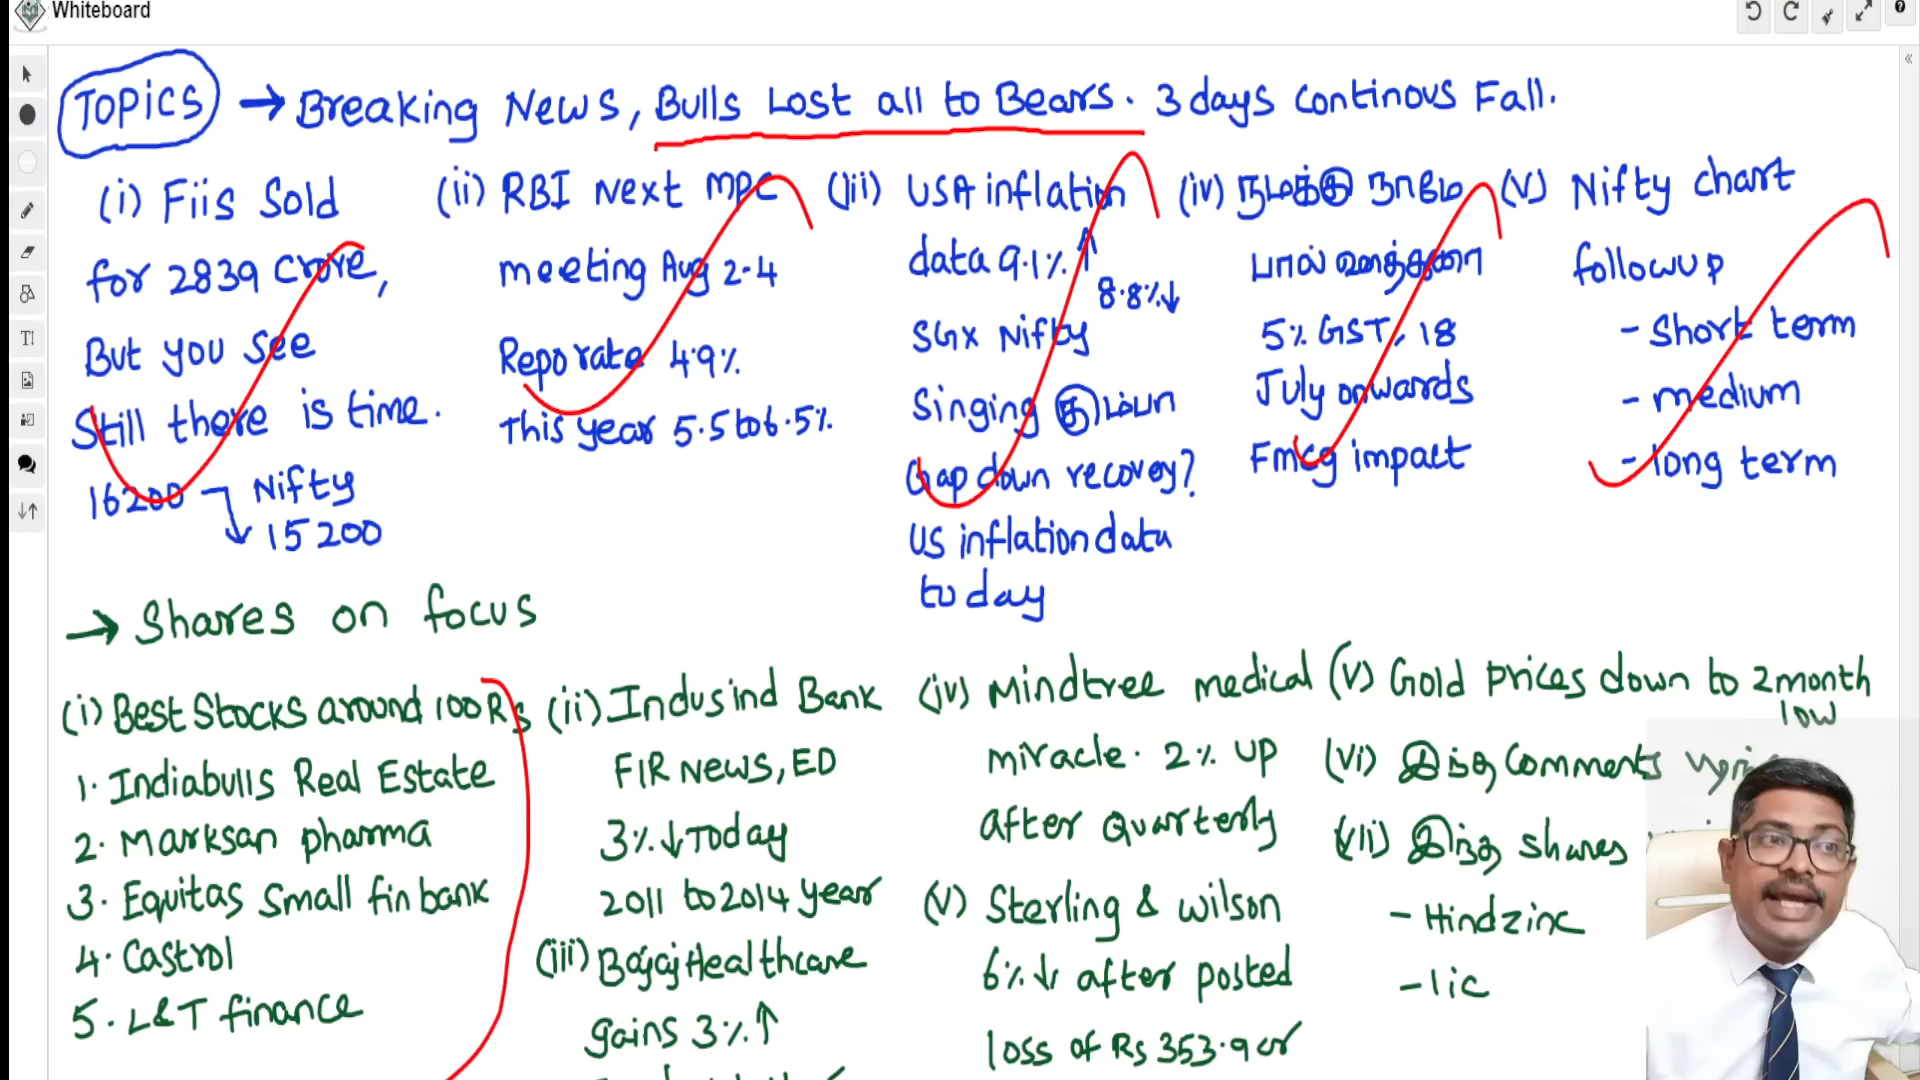 Whiteboard
Topics → Breaking News, Bulls Lost all to Bears. 3 days continous Fall.
(i) Fiis Sold
for 2839 crore,
But you see
Still there is time.
16200 Nifty
↓ 15200
(ii) RBI Next MPC
meeting Aug 2-4
Repo rate 4.9%
This year 5.5 to 6.5%
(iii) USA inflation
data 9.1% ↑
8.8% ↓
SGX Nifty
Singing
Gap down recovery?
US inflation data
today
(iv)
5% GST, 18
July onwards
Fmcg impact
(v) Nifty chart
followup
- Short term
- medium
- long term
→ Shares on focus
(i) Best Stocks around 100 Rs
1. Indiabulls Real Estate
2. Marksan pharma
3. Equitas Small fin bank
4. Castrol
5. L&T finance
(ii) Indusind Bank
FIR News, ED
3% ↓ Today
2011 to 2014 year
(iii) Bajaj Healthcare
gains 3% ↑
(iv) Mindtree medical
miracle. 2% up
after Quarterly
(v) Sterling & Wilson
6% ↓ after posted
loss of Rs 353.9 cr
(v) Gold prices down to 2 month
low
(vi) இந்த Comments
(vii) இந்த shares
- Hindzinc
- lic